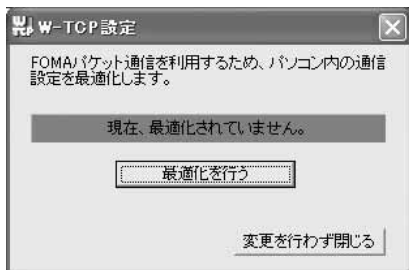 W-TCP設定
FOMAパケット通信を利用するため、パソコン内の通信
設定を最適化します。
現在、最適化されていません。
最適化を行う
変更を行わず閉じる